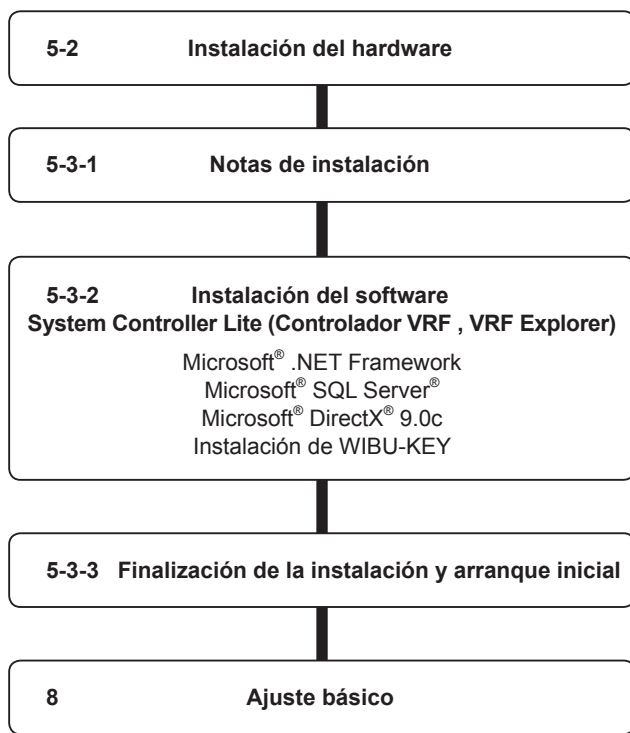 5-2 Instalación del hardware
5-3-1 Notas de instalación
5-3-2 Instalación del software
System Controller Lite (Controlador VRF , VRF Explorer)
Microsoft® .NET Framework
Microsoft® SQL Server®
Microsoft® DirectX® 9.0c
Instalación de WIBU-KEY
5-3-3 Finalización de la instalación y arranque inicial
8 Ajuste básico